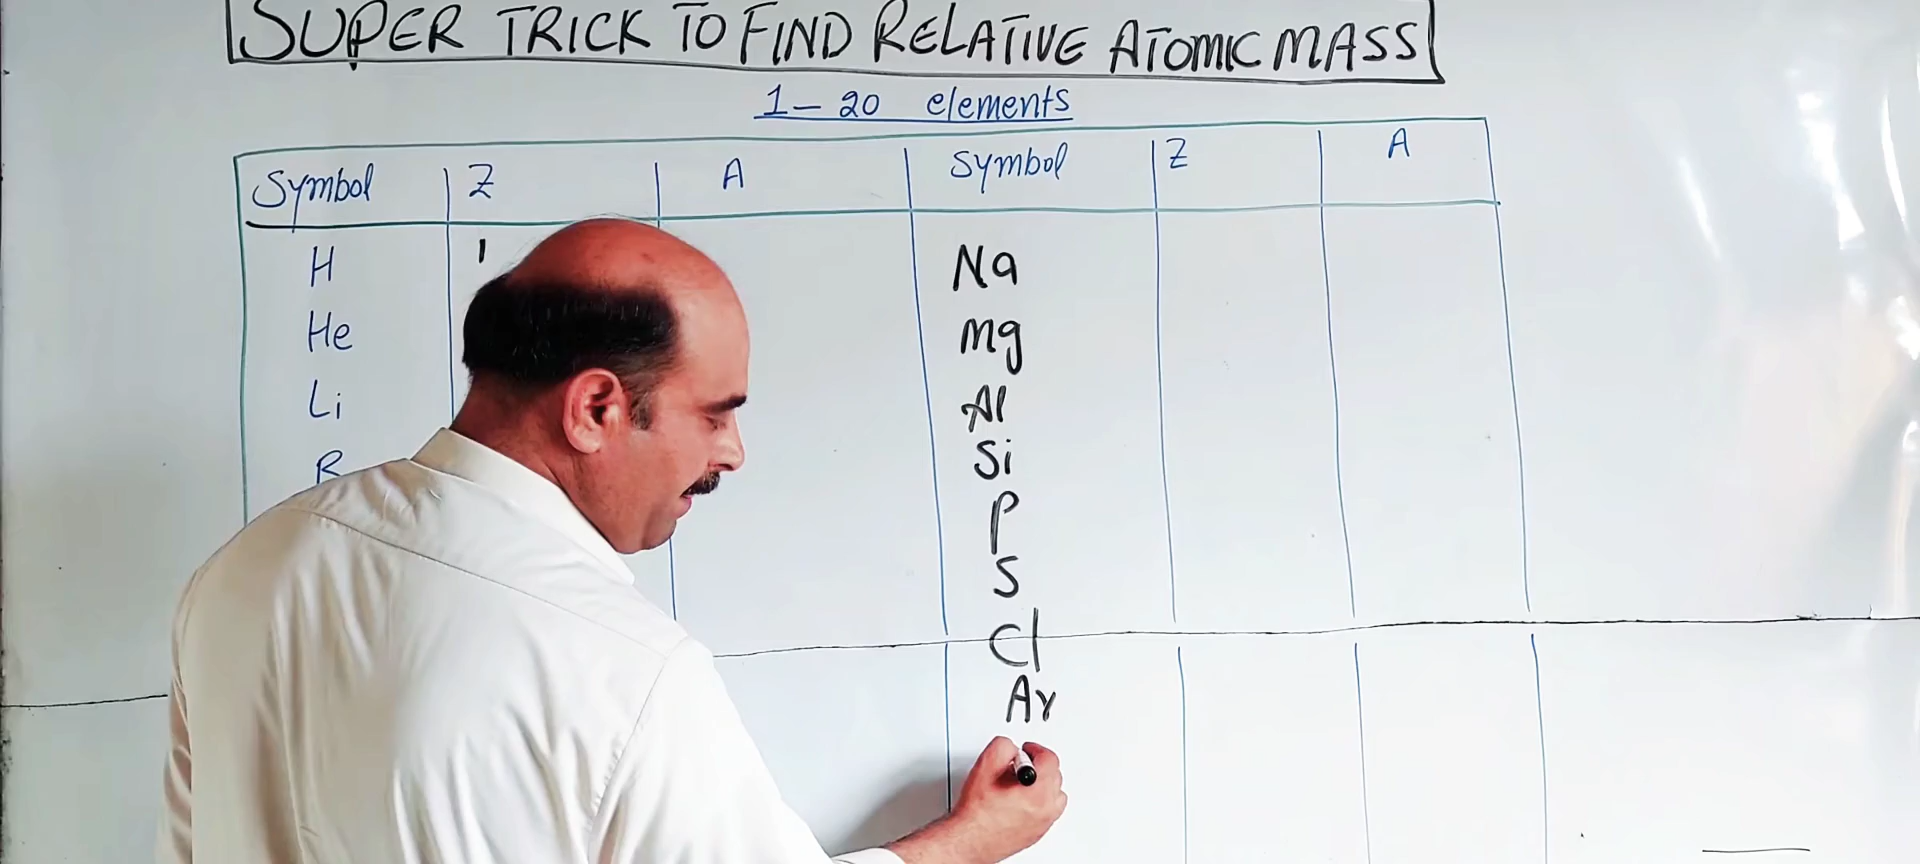 SUPER TRICK TO FIND RELATIVE ATOMIC MASS
1 - 20 elements
Symbol Z A Symbol Z A
H 1 Na
He Mg
Li Al
Si
P
S
Cl
Ar